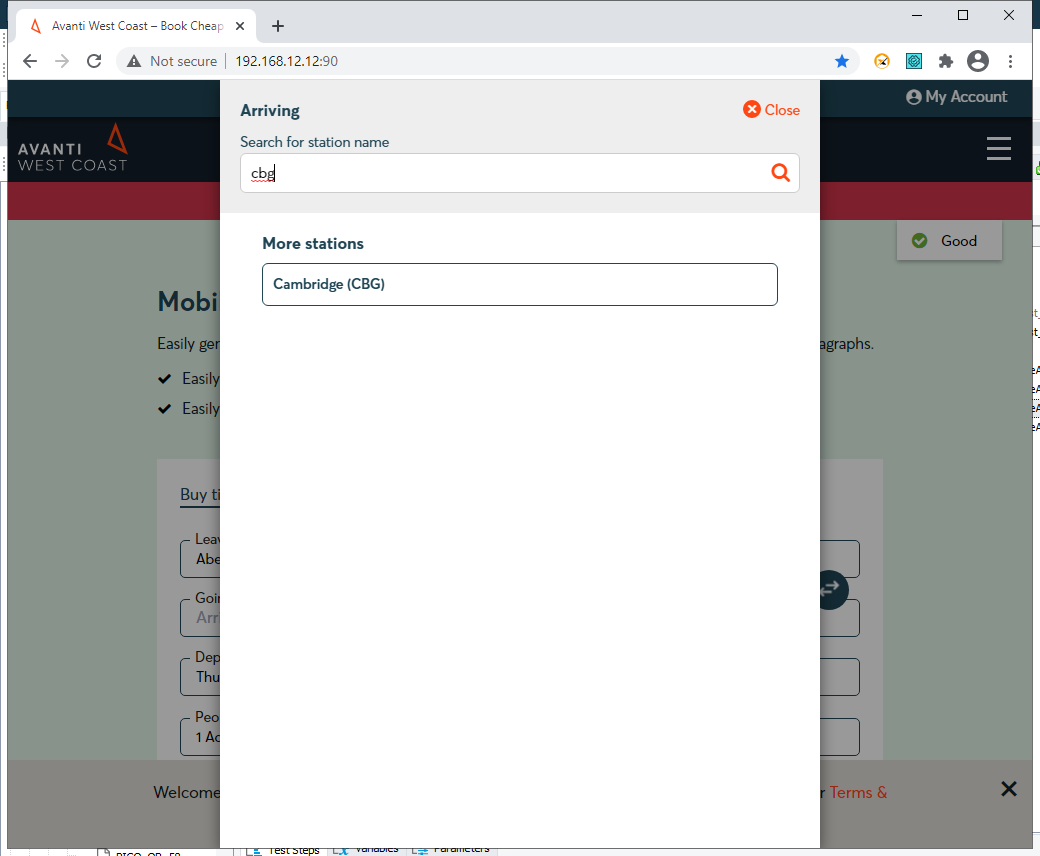 Avanti West Coast – Book Cheap
Not secure
192.168.12.12:90
My Account
AVANTI
WEST COAST
Arriving
Close
Search for station name
cbg
More stations
Cambridge (CBG)
Good
Mobi
Easily ger
agraphs.
Easily
Easily
Buy ti
Leav
Abe
Goin
Arri
Dep
Thu
Peo
1 Ad
Welcome
r Terms &
Test Steps
Variables
Parameters